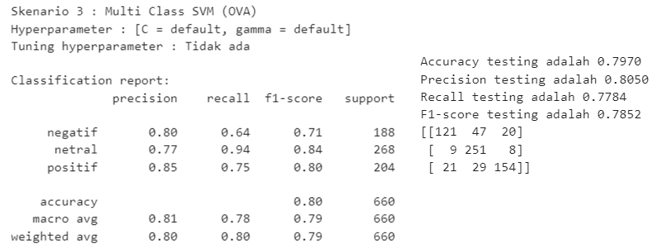 Skenario 3 : Multi Class SVM (OVA)
Hyperparameter : [C = default, gamma = default]
Tuning hyperparameter : Tidak ada
Classification report:
precision recall f1-score support
negatif 0.80 0.64 0.71 188
netral 0.77 0.94 0.84 268
positif 0.85 0.75 0.80 204
accuracy 0.80 660
macro avg 0.81 0.78 0.79 660
weighted avg 0.80 0.80 0.79 660
Accuracy testing adalah 0.7970
Precision testing adalah 0.8050
Recall testing adalah 0.7784
F1-score testing adalah 0.7852
[[121 47 20]
[ 9 251 8]
[ 21 29 154]]